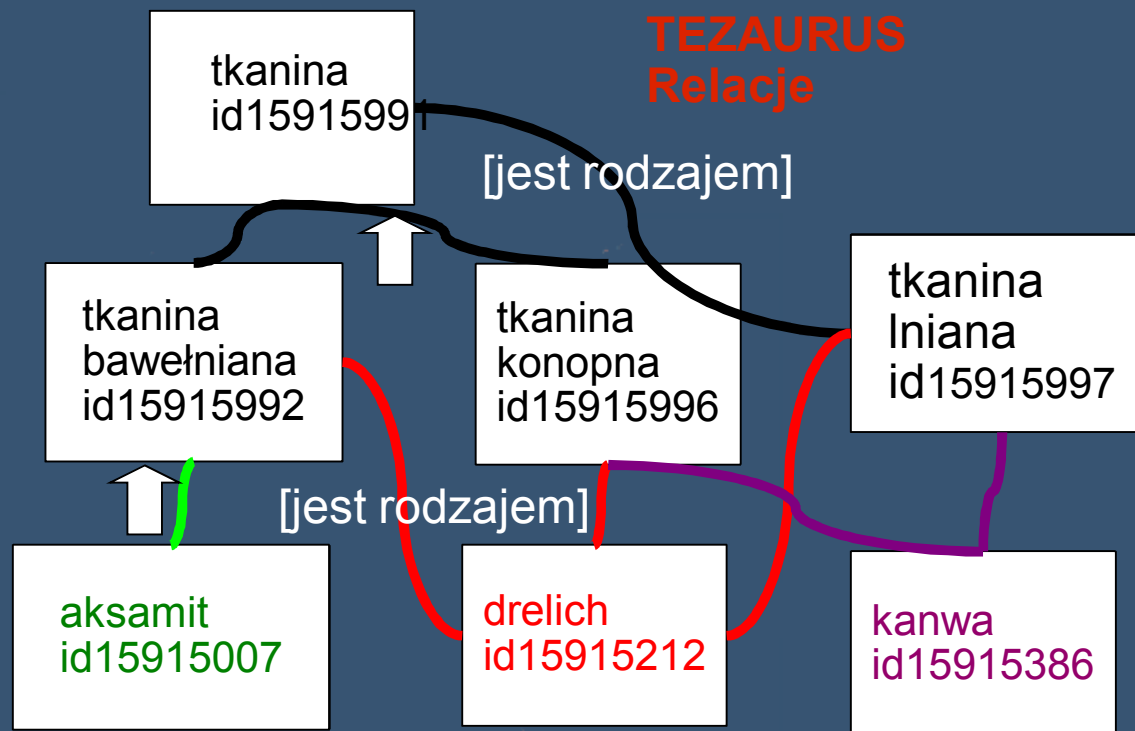 TEZAURUS
Relacje
tkanina
id15915991
[jest rodzajem]
tkanina
bawełniana
id15915992
tkanina
konopna
id15915996
tkanina
lniana
id15915997
[jest rodzajem]
aksamit
id15915007
drelich
id15915212
kanwa
id15915386